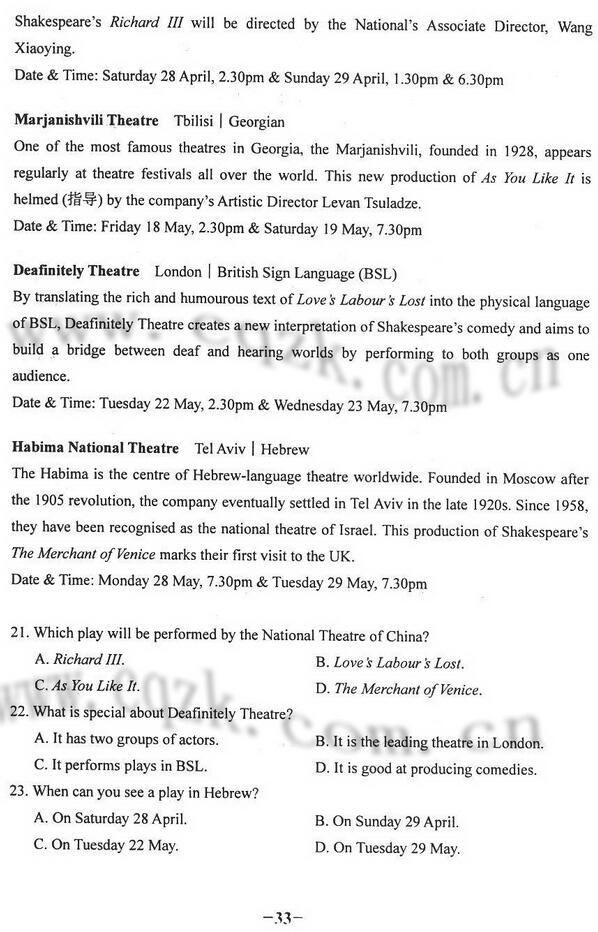 Shakespeare's Richard III will be directed by the National's Associate Director, Wang
Xiaoying.
Date & Time: Saturday 28 April, 2.30pm & Sunday 29 April, 1.30pm & 6.30pm
Marjanishvili Theatre Tbilisi | Georgian
One of the most famous theatres in Georgia, the Marjanishvili, founded in 1928, appears
regularly at theatre festivals all over the world. This new production of As You Like It is
helmed (指导) by the company's Artistic Director Levan Tsuladze.
Date & Time: Friday 18 May, 2.30pm & Saturday 19 May, 7.30pm
Deafinitely Theatre London | British Sign Language (BSL)
By translating the rich and humourous text of Love's Labour's Lost into the physical language
of BSL, Deafinitely Theatre creates a new interpretation of Shakespeare's comedy and aims to
build a bridge between deaf and hearing worlds by performing to both groups as one
audience.
Date & Time: Tuesday 22 May, 2.30pm & Wednesday 23 May, 7.30pm
www.cqzk.com.cn
Habima National Theatre Tel Aviv | Hebrew
The Habima is the centre of Hebrew-language theatre worldwide. Founded in Moscow after
the 1905 revolution, the company eventually settled in Tel Aviv in the late 1920s. Since 1958,
they have been recognised as the national theatre of Israel. This production of Shakespeare's
The Merchant of Venice marks their first visit to the UK.
Date & Time: Monday 28 May, 7.30pm & Tuesday 29 May, 7.30pm
21. Which play will be performed by the National Theatre of China?
A. Richard III. B. Love's Labour's Lost.
C. As You Like It. D. The Merchant of Venice.
www.cqzk.com.cn
22. What is special about Deafinitely Theatre?
A. It has two groups of actors. B. It is the leading theatre in London.
C. It performs plays in BSL. D. It is good at producing comedies.
23. When can you see a play in Hebrew?
A. On Saturday 28 April. B. On Sunday 29 April.
C. On Tuesday 22 May. D. On Tuesday 29 May.
-33-